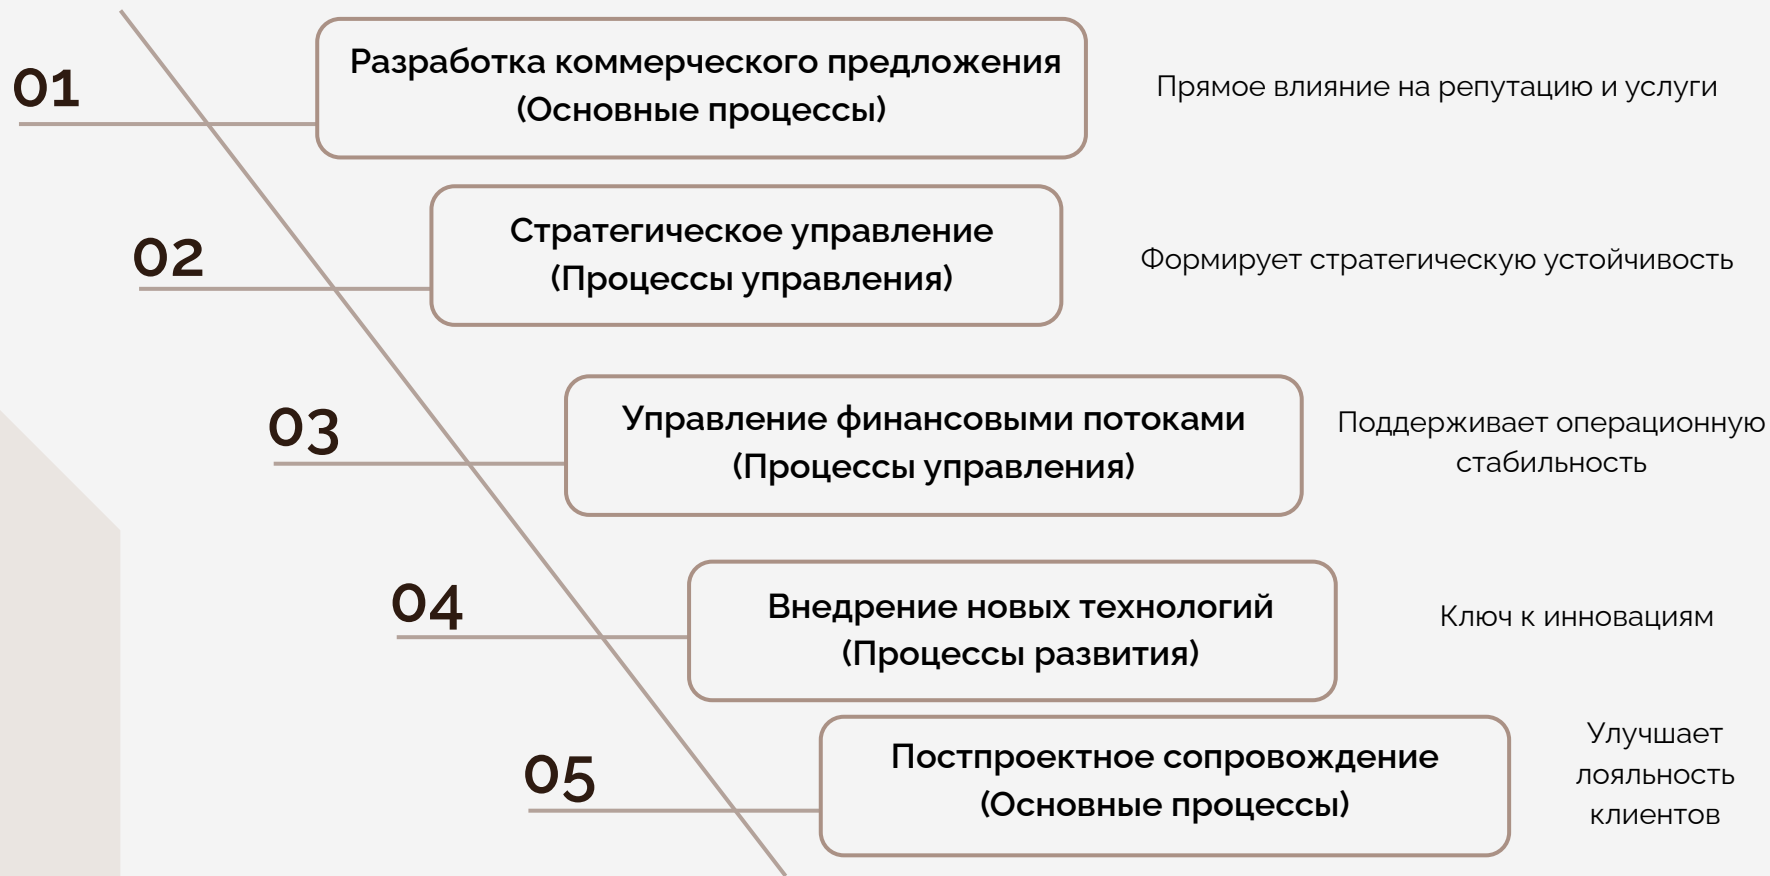 01
Разработка коммерческого предложения
(Основные процессы)
Прямое влияние на репутацию и услуги
02
Стратегическое управление
(Процессы управления)
Формирует стратегическую устойчивость
03
Управление финансовыми потоками
(Процессы управления)
Поддерживает операционную
стабильность
04
Внедрение новых технологий
(Процессы развития)
Ключ к инновациям
05
Постпроектное сопровождение
(Основные процессы)
Улучшает
лояльность
клиентов